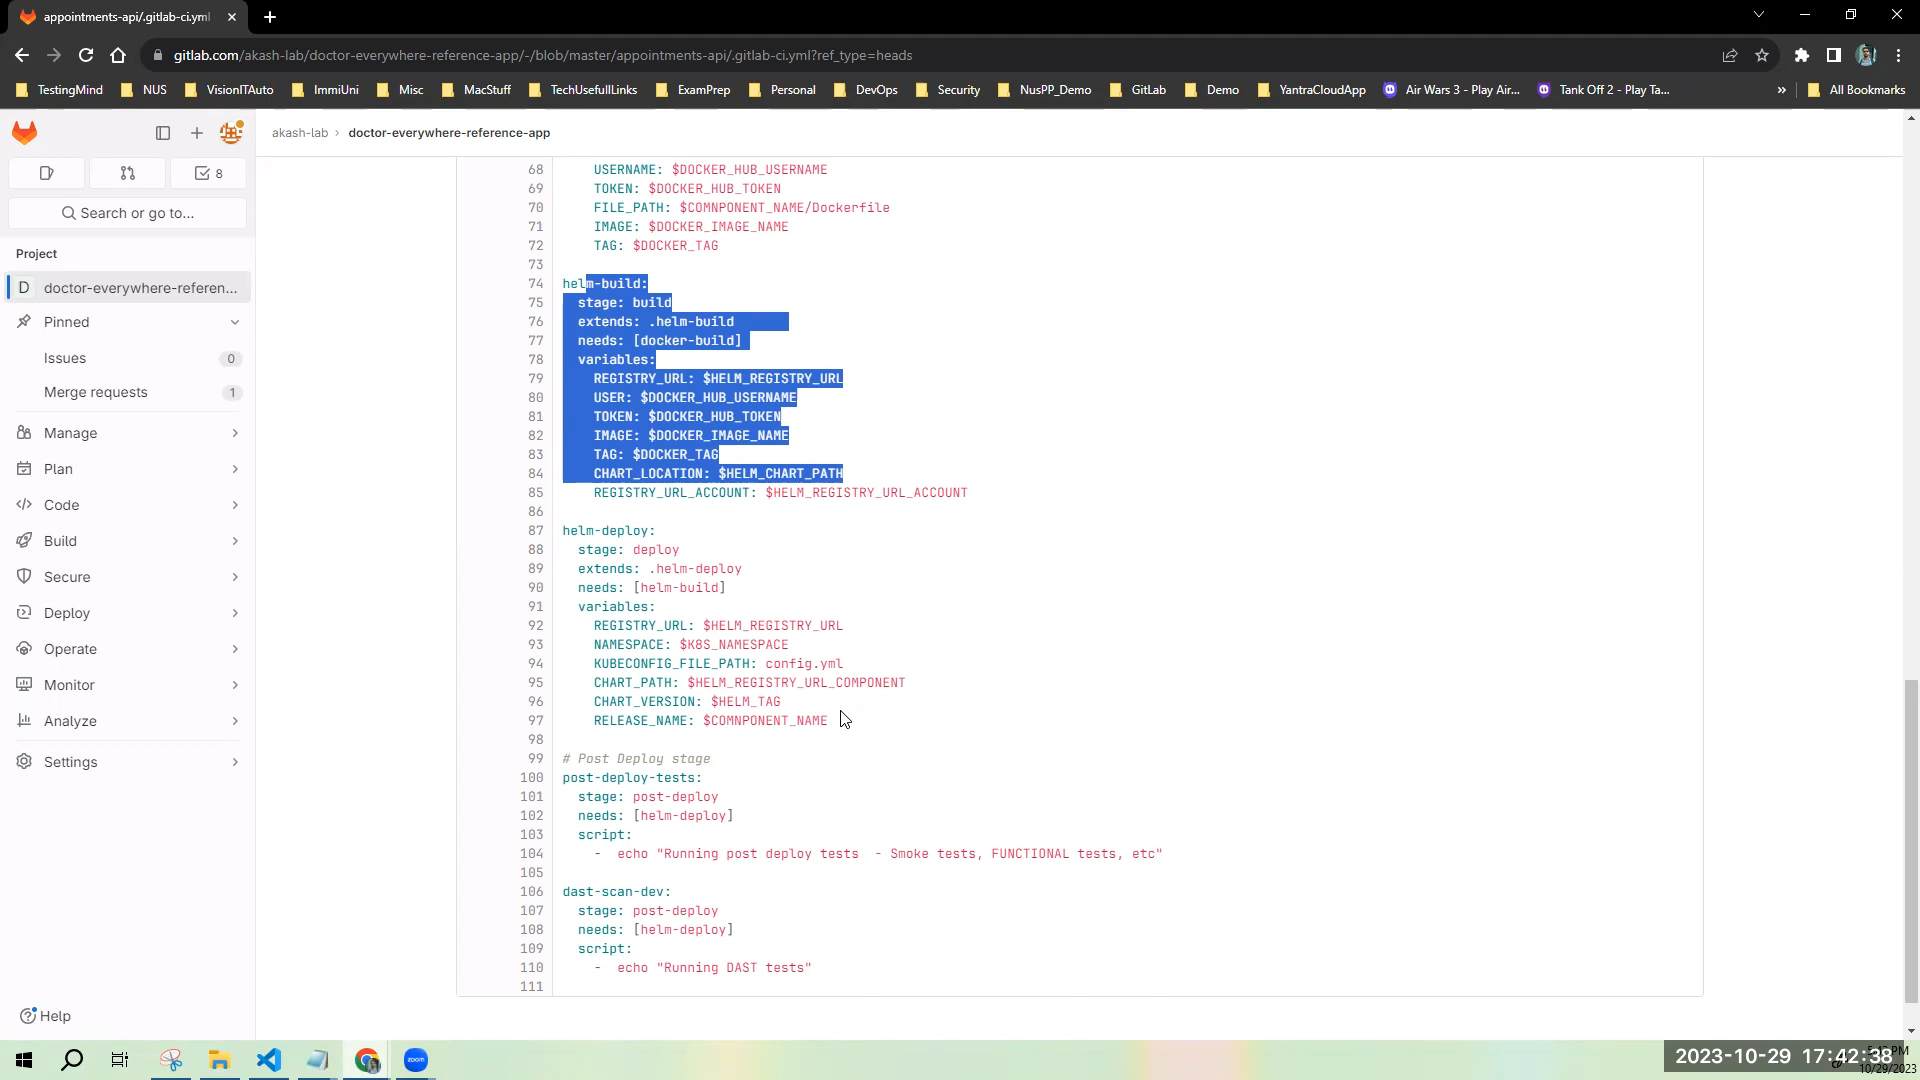 appointments-api/.gitlab-ci.yml
gitlab.com/akash-lab/doctor-everywhere-reference-app/-/blob/master/appointments-api/.gitlab-ci.yml?ref_type=heads
TestingMind NUS VisionITAuto ImmiUni Misc MacStuff TechUsefullLinks ExamPrep Personal DevOps Security NusPP_Demo GitLab Demo YantraCloudApp Air Wars 3 - Play Air... Tank Off 2 - Play Ta... » All Bookmarks
akash-lab › doctor-everywhere-reference-app
8
Search or go to...
Project
D doctor-everywhere-referen...
Pinned
Issues 0
Merge requests 1
Manage
Plan
Code
Build
Secure
Deploy
Operate
Monitor
Analyze
Settings
Help
68 USERNAME: $DOCKER_HUB_USERNAME
69 TOKEN: $DOCKER_HUB_TOKEN
70 FILE_PATH: $COMNPONENT_NAME/Dockerfile
71 IMAGE: $DOCKER_IMAGE_NAME
72 TAG: $DOCKER_TAG
73
74 helm-build:
75 stage: build
76 extends: .helm-build
77 needs: [docker-build]
78 variables:
79 REGISTRY_URL: $HELM_REGISTRY_URL
80 USER: $DOCKER_HUB_USERNAME
81 TOKEN: $DOCKER_HUB_TOKEN
82 IMAGE: $DOCKER_IMAGE_NAME
83 TAG: $DOCKER_TAG
84 CHART_LOCATION: $HELM_CHART_PATH
85 REGISTRY_URL_ACCOUNT: $HELM_REGISTRY_URL_ACCOUNT
86
87 helm-deploy:
88 stage: deploy
89 extends: .helm-deploy
90 needs: [helm-build]
91 variables:
92 REGISTRY_URL: $HELM_REGISTRY_URL
93 NAMESPACE: $K8S_NAMESPACE
94 KUBECONFIG_FILE_PATH: config.yml
95 CHART_PATH: $HELM_REGISTRY_URL_COMPONENT
96 CHART_VERSION: $HELM_TAG
97 RELEASE_NAME: $COMNPONENT_NAME
98
99 # Post Deploy stage
100 post-deploy-tests:
101 stage: post-deploy
102 needs: [helm-deploy]
103 script:
104 - echo "Running post deploy tests - Smoke tests, FUNCTIONAL tests, etc"
105
106 dast-scan-dev:
107 stage: post-deploy
108 needs: [helm-deploy]
109 script:
110 - echo "Running DAST tests"
111
zoom
2023-10-29 17:42:38
10/29/2023